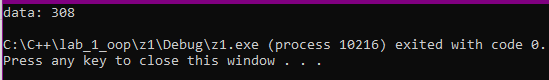 data: 308
C:\C++\lab_1_oop\z1\Debug\z1.exe (process 10216) exited with code 0.
Press any key to close this window . . .